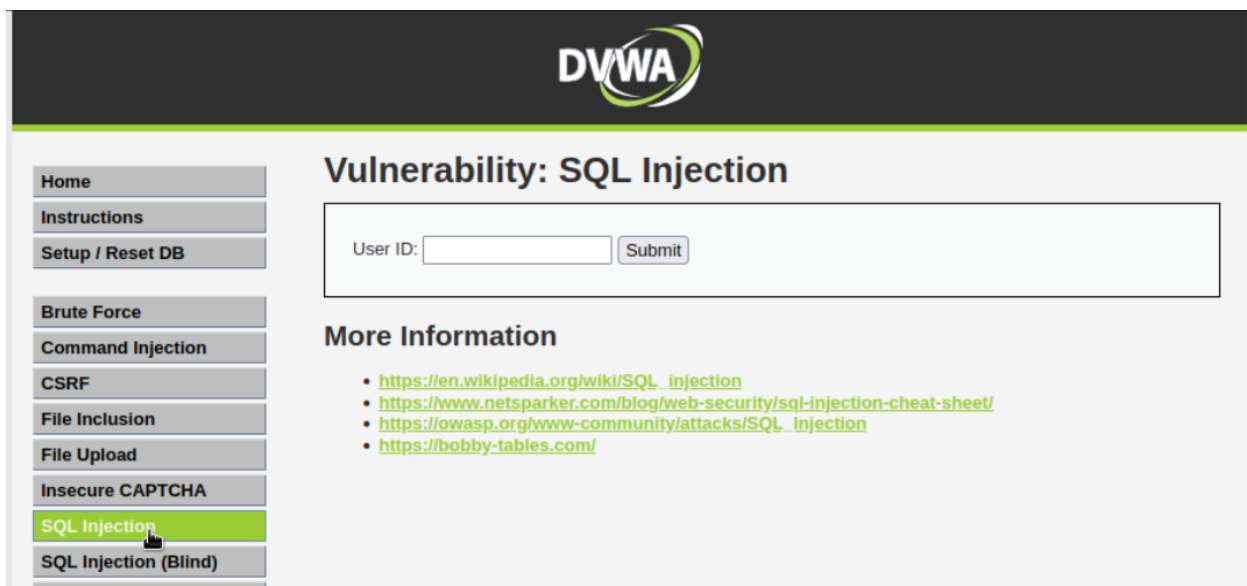 DVWA
Home
Instructions
Setup / Reset DB
Brute Force
Command Injection
CSRF
File Inclusion
File Upload
Insecure CAPTCHA
SQL Injection
SQL Injection (Blind)
Vulnerability: SQL Injection
User ID: Submit
More Information
• https://en.wikipedia.org/wiki/SQL_injection
• https://www.netsparker.com/blog/web-security/sql-injection-cheat-sheet/
• https://owasp.org/www-community/attacks/SQL_Injection
• https://bobby-tables.com/